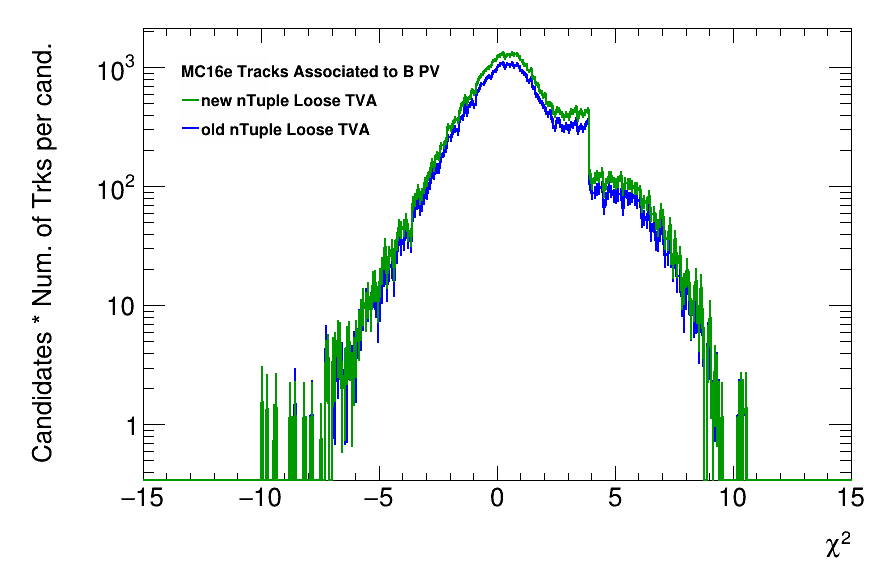 Candidates * Num. of Trks per cand.
MC16e Tracks Associated to B PV
new nTuple Loose TVA
old nTuple Loose TVA
10³
10²
10
1
−15 −10 −5 0 5 10 15
χ²